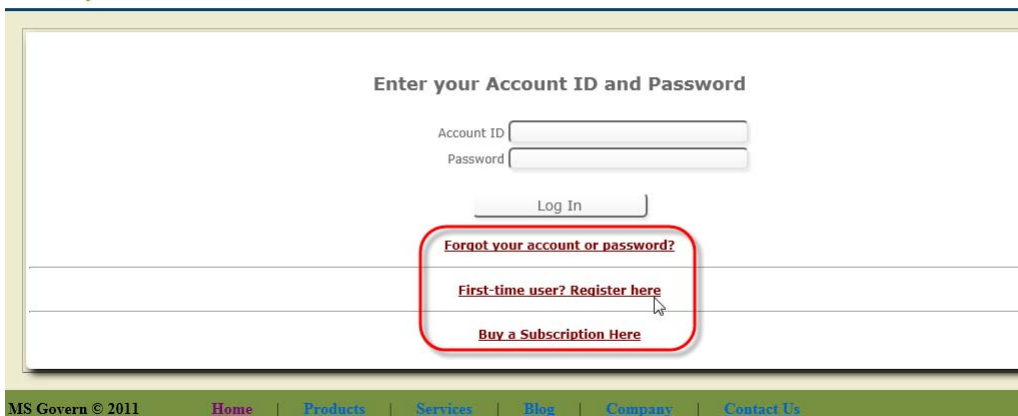 Enter your Account ID and Password
Account ID
Password
Log In
Forgot your account or password?
First-time user? Register here
Buy a Subscription Here
MS Govern © 2011 Home | Products | Services | Blog | Company | Contact Us